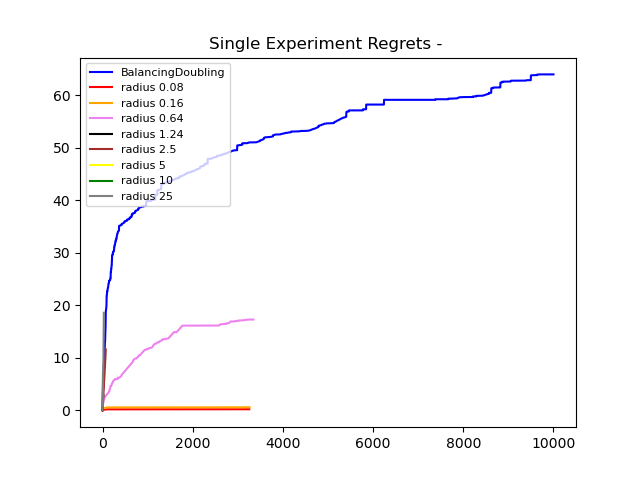 Single Experiment Regrets -
BalancingDoubling
radius 0.08
radius 0.16
radius 0.64
radius 1.24
radius 2.5
radius 5
radius 10
radius 25
60
50
40
30
20
10
0
0 2000 4000 6000 8000 10000